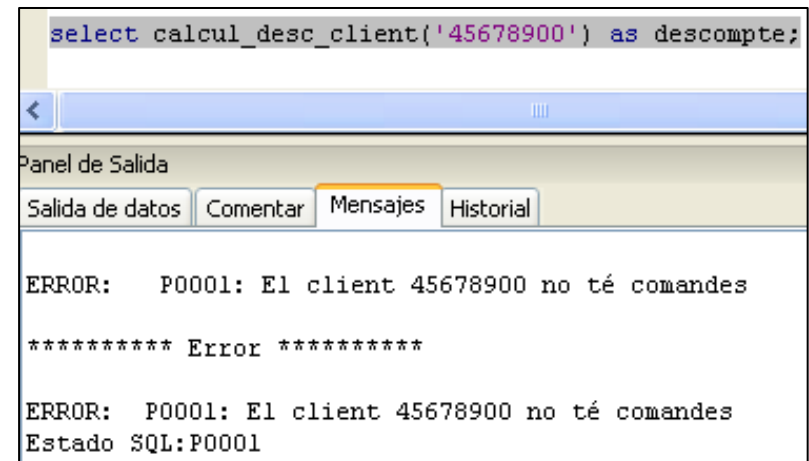 select calcul_desc_client('45678900') as descompte;
Panel de Salida
Salida de datos Comentar Mensajes Historial
ERROR: P0001: El client 45678900 no té comandes
********** Error **********
ERROR: P0001: El client 45678900 no té comandes
Estado SQL:P0001